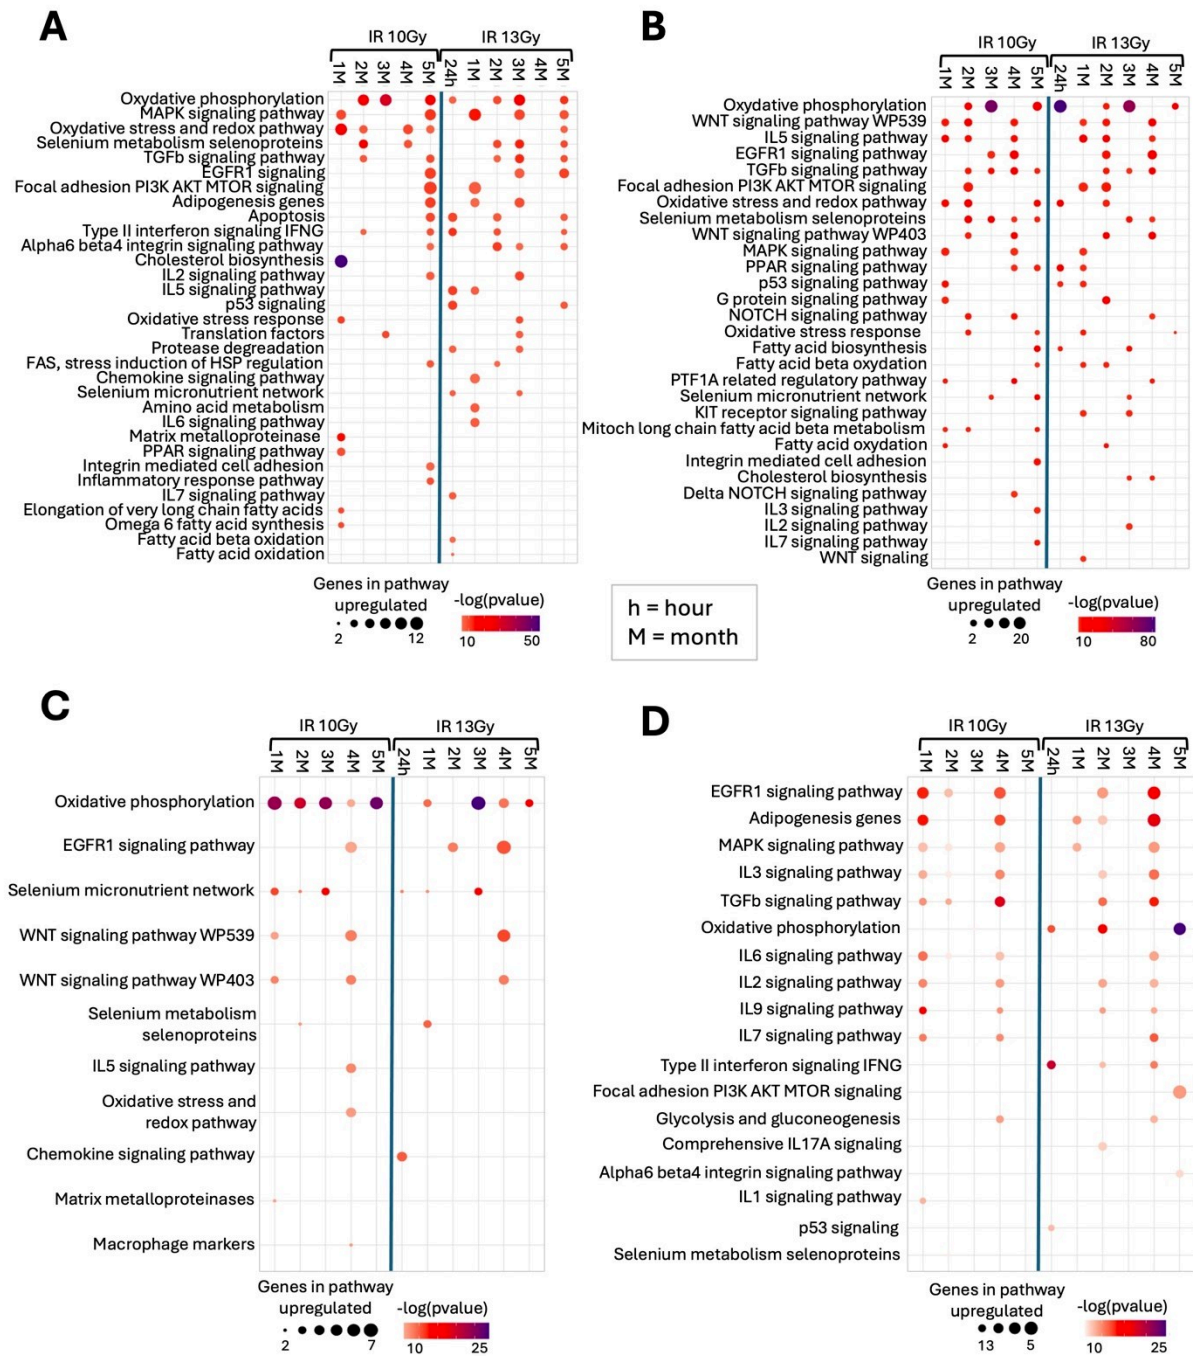 A
IR 10Gy IR 13Gy
1M 2M 3M 4M 5M 24h 1M 2M 3M 4M 5M
Oxydative phosphorylation
MAPK signaling pathway
Oxydative stress and redox pathway
Selenium metabolism selenoproteins
TGFb signaling pathway
EGFR1 signaling
Focal adhesion PI3K AKT MTOR signaling
Adipogenesis genes
Apoptosis
Type II interferon signaling IFNG
Alpha6 beta4 integrin signaling pathway
Cholesterol biosynthesis
IL2 signaling pathway
IL5 signaling pathway
p53 signaling
Oxidative stress response
Translation factors
Protease degreadation
FAS, stress induction of HSP regulation
Chemokine signaling pathway
Selenium micronutrient network
Amino acid metabolism
IL6 signaling pathway
Matrix metalloproteinase
PPAR signaling pathway
Integrin mediated cell adhesion
Inflammatory response pathway
IL7 signaling pathway
Elongation of very long chain fatty acids
Omega 6 fatty acid synthesis
Fatty acid beta oxidation
Fatty acid oxidation
Genes in pathway
upregulated
2 12
-log(pvalue)
10 50
B
IR 10Gy IR 13Gy
1M 2M 3M 4M 5M 24h 1M 2M 3M 4M 5M
Oxydative phosphorylation
WNT signaling pathway WP539
IL5 signaling pathway
EGFR1 signaling pathway
TGFb signaling pathway
Focal adhesion PI3K AKT MTOR signaling
Oxidative stress and redox pathway
Selenium metabolism selenoproteins
WNT signaling pathway WP403
MAPK signaling pathway
PPAR signaling pathway
p53 signaling pathway
G protein signaling pathway
NOTCH signaling pathway
Oxidative stress response
Fatty acid biosynthesis
Fatty acid beta oxydation
PTF1A related regulatory pathway
Selenium micronutrient network
KIT receptor signaling pathway
Mitoch long chain fatty acid beta metabolism
Fatty acid oxydation
Integrin mediated cell adhesion
Cholesterol biosynthesis
Delta NOTCH signaling pathway
IL3 signaling pathway
IL2 signaling pathway
IL7 signaling pathway
WNT signaling
Genes in pathway
upregulated
2 20
-log(pvalue)
10 80
h = hour
M = month
C
IR 10Gy IR 13Gy
1M 2M 3M 4M 5M 24h 1M 2M 3M 4M 5M
Oxidative phosphorylation
EGFR1 signaling pathway
Selenium micronutrient network
WNT signaling pathway WP539
WNT signaling pathway WP403
Selenium metabolism
selenoproteins
IL5 signaling pathway
Oxidative stress and
redox pathway
Chemokine signaling pathway
Matrix metalloproteinases
Macrophage markers
Genes in pathway
upregulated
2 7
-log(pvalue)
10 25
D
IR 10Gy IR 13Gy
1M 2M 3M 4M 5M 24h 1M 2M 3M 4M 5M
EGFR1 signaling pathway
Adipogenesis genes
MAPK signaling pathway
IL3 signaling pathway
TGFb signaling pathway
Oxidative phosphorylation
IL6 signaling pathway
IL2 signaling pathway
IL9 signaling pathway
IL7 signaling pathway
Type II interferon signaling IFNG
Focal adhesion PI3K AKT MTOR signaling
Glycolysis and gluconeogenesis
Comprehensive IL17A signaling
Alpha6 beta4 integrin signaling pathway
IL1 signaling pathway
p53 signaling
Selenium metabolism selenoproteins
Genes in pathway
upregulated
13 5
-log(pvalue)
10 25